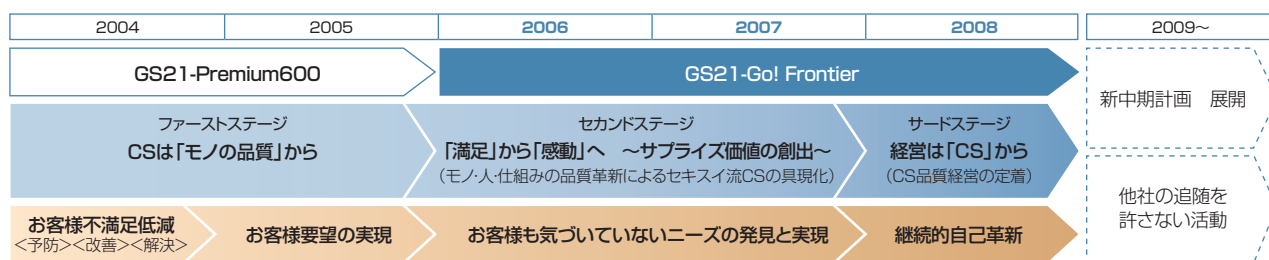 2004
2005
2006
2007
2008
2009～
GS21-Premium600
GS21-Go! Frontier
新中期計画　展開
ファーストステージ
CSは「モノの品質」から
セカンドステージ
「満足」から「感動」へ　～サプライズ価値の創出～
（モノ・人・仕組みの品質革新によるセキスイ流CSの具現化）
サードステージ
経営は「CS」から
（CS品質経営の定着）
他社の追随を
許さない活動
お客様不満足低減
＜予防＞＜改善＞＜解決＞
お客様要望の実現
お客様も気づいていないニーズの発見と実現
継続的自己革新